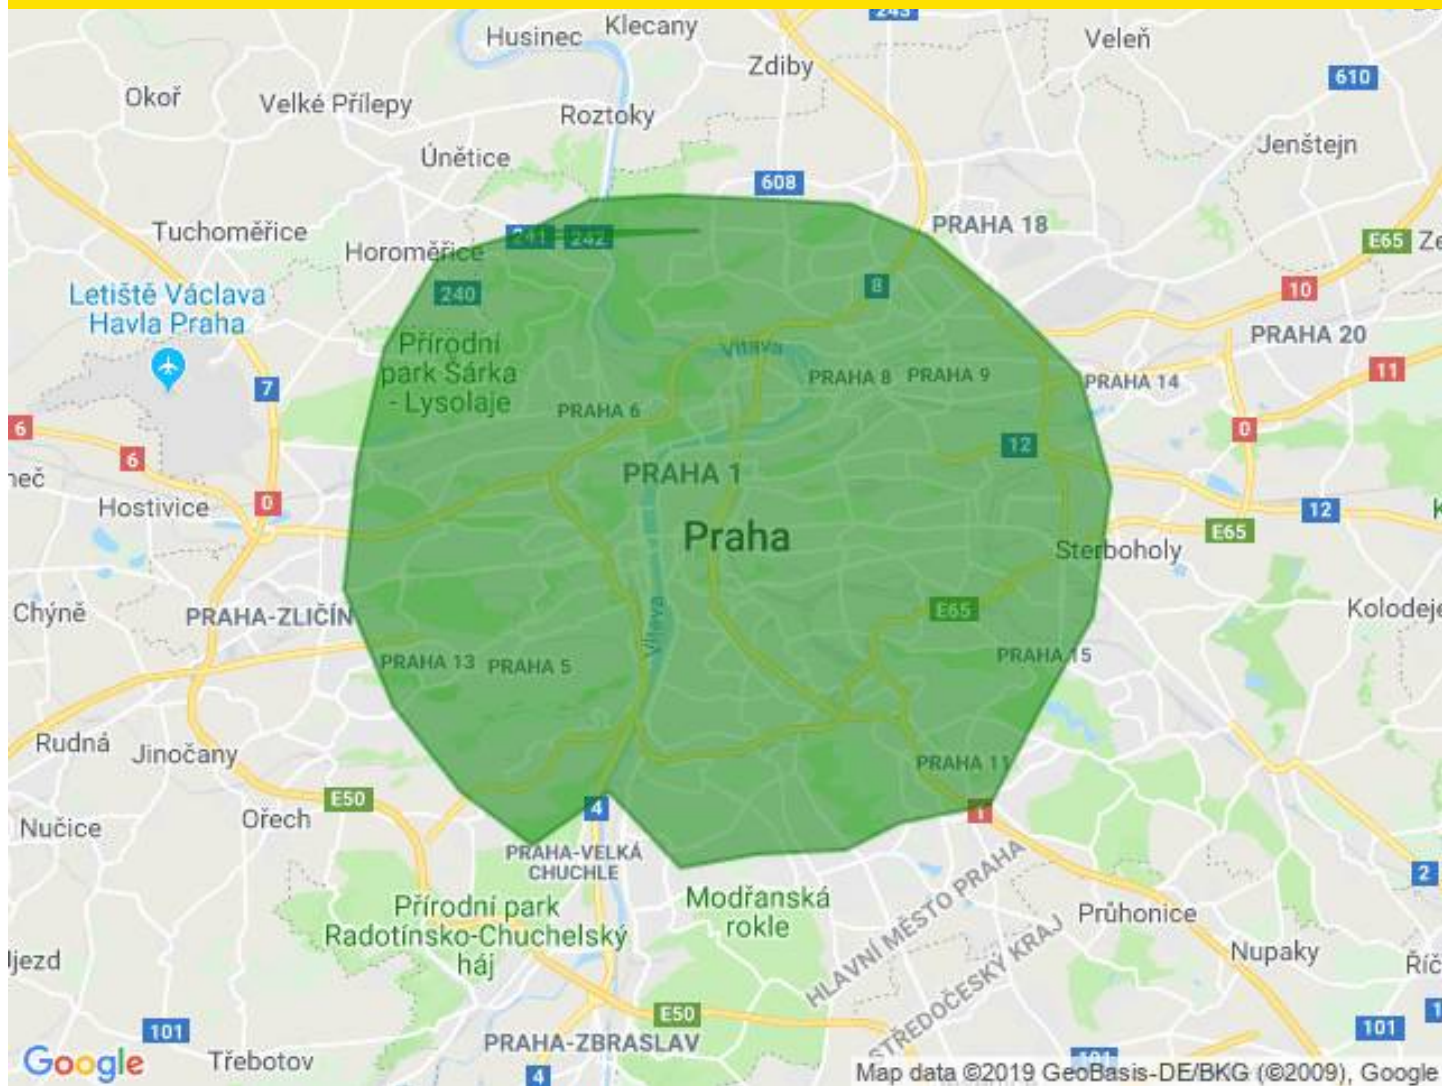 Husinec
Klecany
Veleň
Zdiby
610
Okoř
Velké Přílepy
Roztoky
Jenštejn
Únětice
608
Tuchoměřice
PRAHA 18
241
242
E65
Horoměřice
8
240
10
Letiště Václava
Havla Praha
PRAHA 20
Přírodní
park Šárka
- Lysolaje
Vltava
PRAHA 8
PRAHA 9
PRAHA 14
11
7
PRAHA 6
6
0
6
12
PRAHA 1
Hostivice
0
12
Praha
E65
Sterboholy
Chýně
PRAHA-ZLIČÍN
E65
Vltava
PRAHA 13
PRAHA 5
PRAHA 15
Rudná
Jinočany
PRAHA 11
E50
4
1
Nučice
Ořech
PRAHA-VELKÁ
CHUCHLE
2
Přírodní park
Radotínsko-Chuchelský
háj
Modřanská
rokle
HLAVNÍ MĚSTO PRAHA
STŘEDOČESKÝ KRAJ
Průhonice
Nupaky
E50
101
PRAHA-ZBRASLAV
101
Google
Třebotov
4
101
Map data ©2019 GeoBasis-DE/BKG (©2009), Google